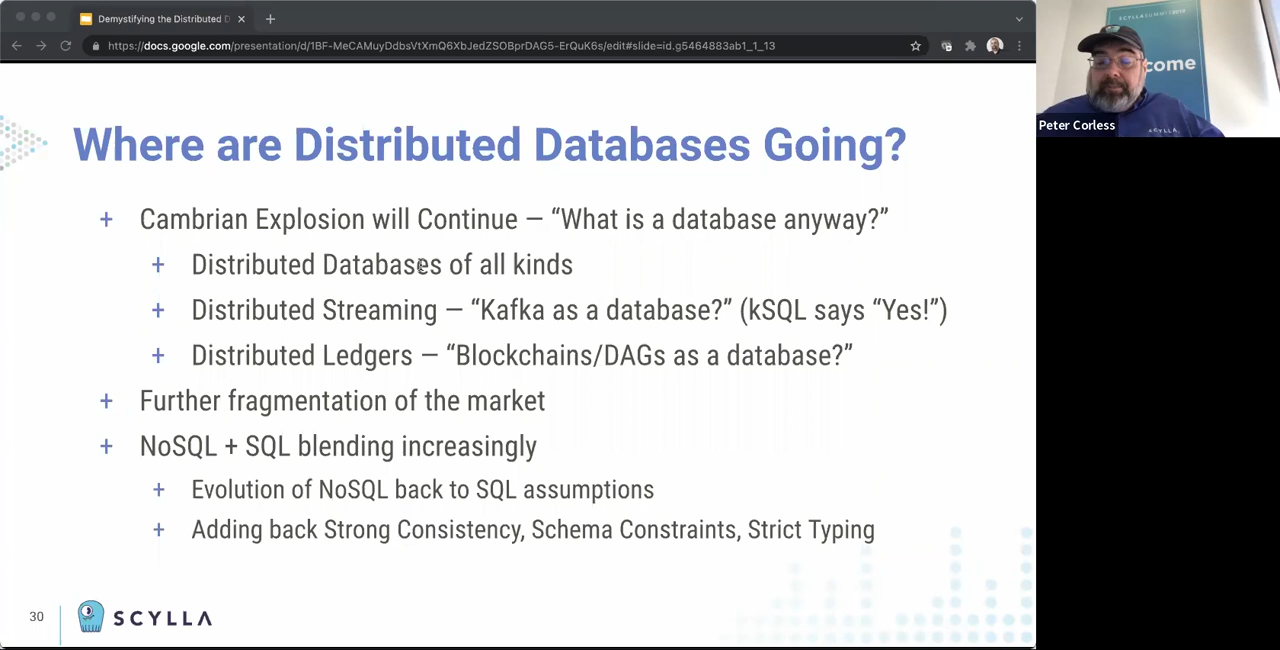 Demystifying the Distributed D
https://docs.google.com/presentation/d/1BF-MeCAMuyDdbsVtXmQ6XbJedZSOBprDAG5-ErQuK6s/edit#slide=id.g5464883ab1_1_13
SCYLLASUMMIT2018
come
SCYLLA
Peter Corless
Where are Distributed Databases Going?
+ Cambrian Explosion will Continue — “What is a database anyway?”
+ Distributed Databases of all kinds
+ Distributed Streaming — “Kafka as a database?” (kSQL says “Yes!”)
+ Distributed Ledgers — “Blockchains/DAGs as a database?”
+ Further fragmentation of the market
+ NoSQL + SQL blending increasingly
+ Evolution of NoSQL back to SQL assumptions
+ Adding back Strong Consistency, Schema Constraints, Strict Typing
30
SCYLLA